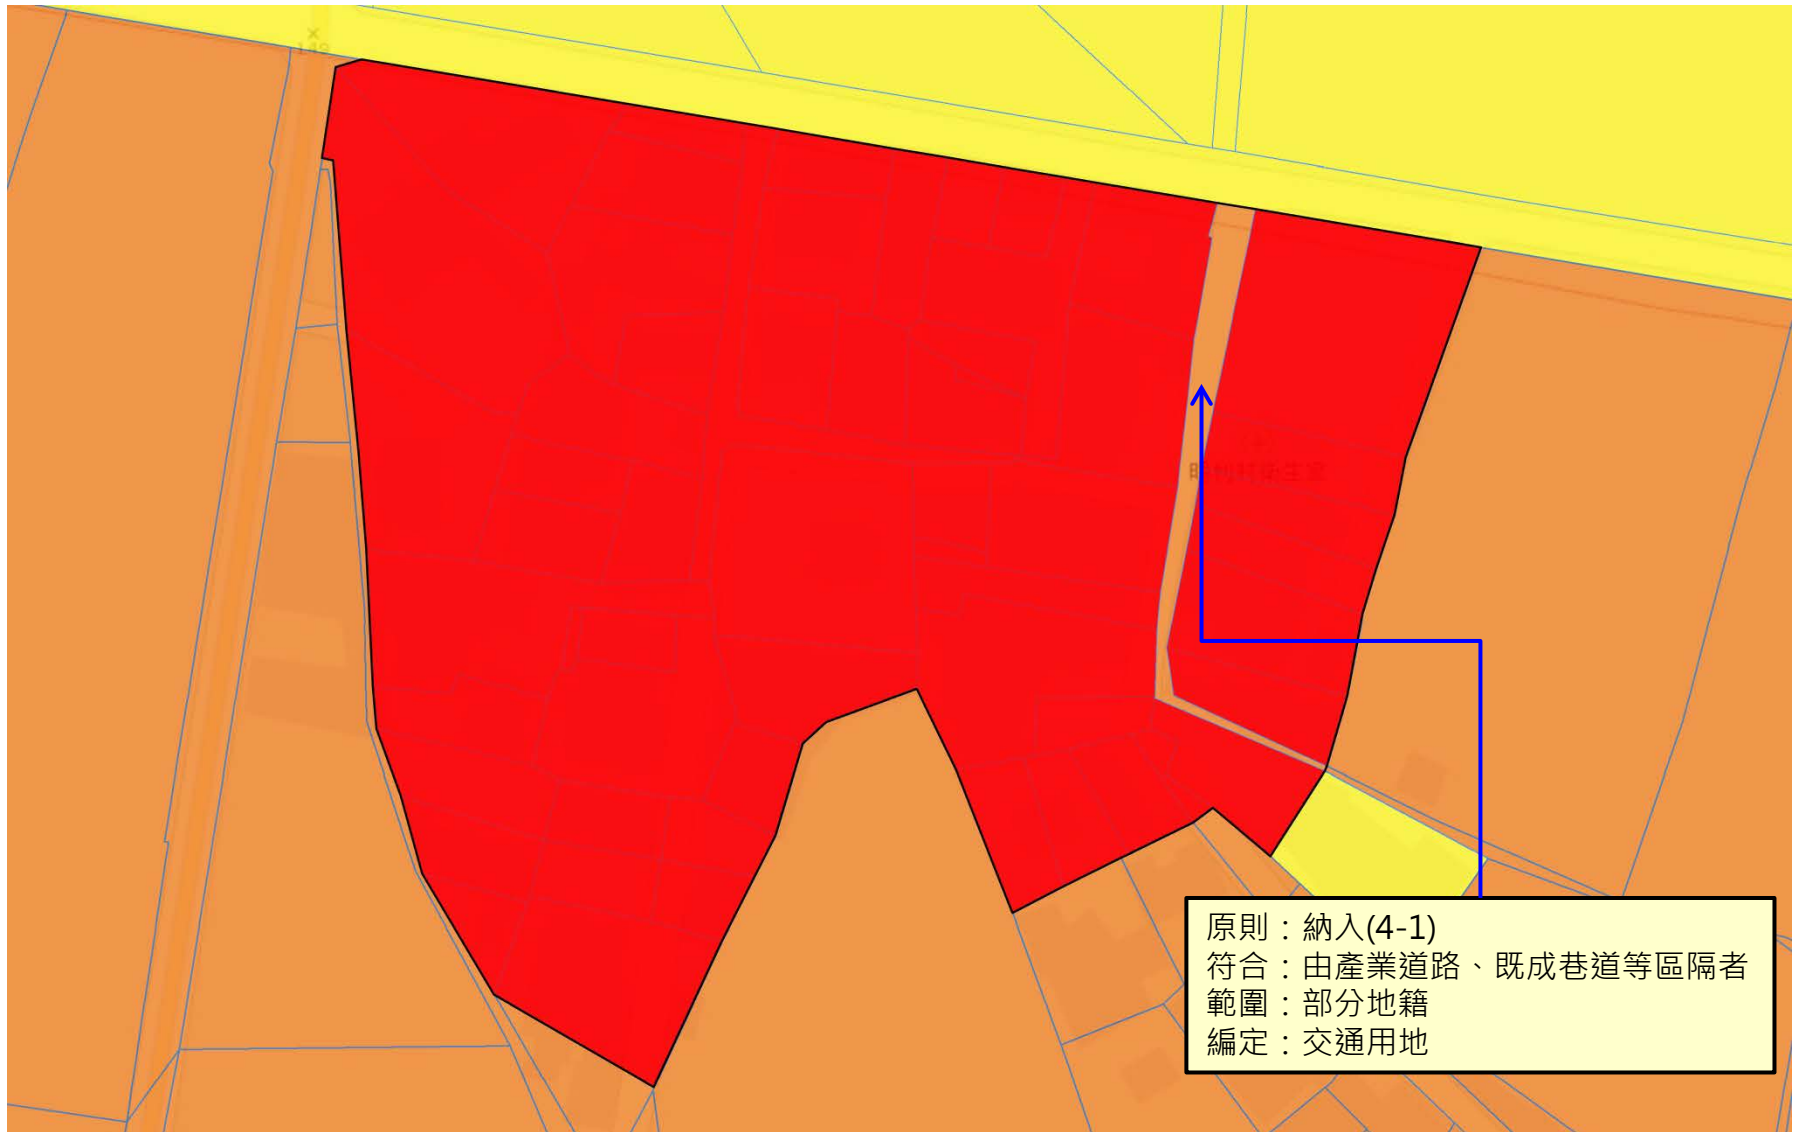 149
原則：納入(4-1)
符合：由產業道路、既成巷道等區隔者
範圍：部分地籍
編定：交通用地